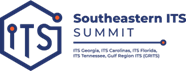 ITS
Southeastern ITS
SUMMIT
ITS Georgia, ITS Carolinas, ITS Florida,
ITS Tennessee, Gulf Region ITS (GRITS)